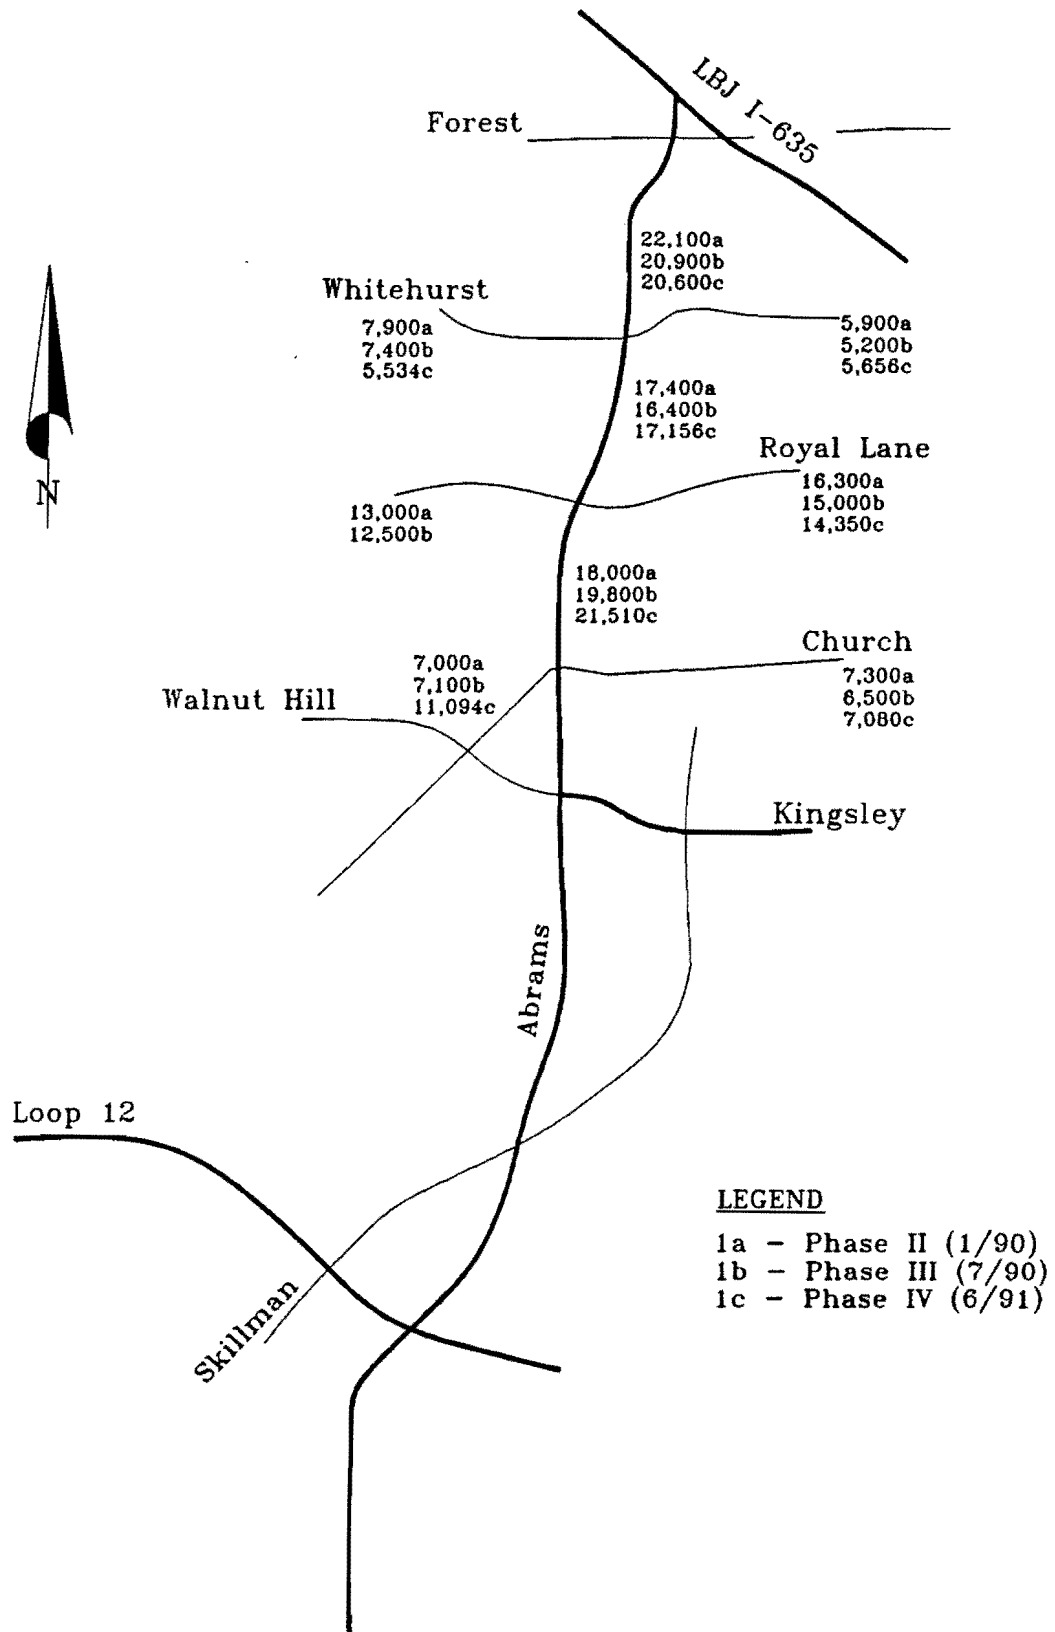 LBJ I-635
Forest
22,100a
20,900b
20,600c
Whitehurst
7,900a
7,400b
5,534c
5,900a
5,200b
5,656c
17,400a
16,400b
17,156c
Royal Lane
16,300a
15,000b
14,350c
13,000a
12,500b
N
18,000a
19,800b
21,510c
Church
7,300a
6,500b
7,080c
7,000a
7,100b
11,094c
Walnut Hill
Kingsley
Abrams
Loop 12
Skillman
LEGEND
1a - Phase II (1/90)
1b - Phase III (7/90)
1c - Phase IV (6/91)